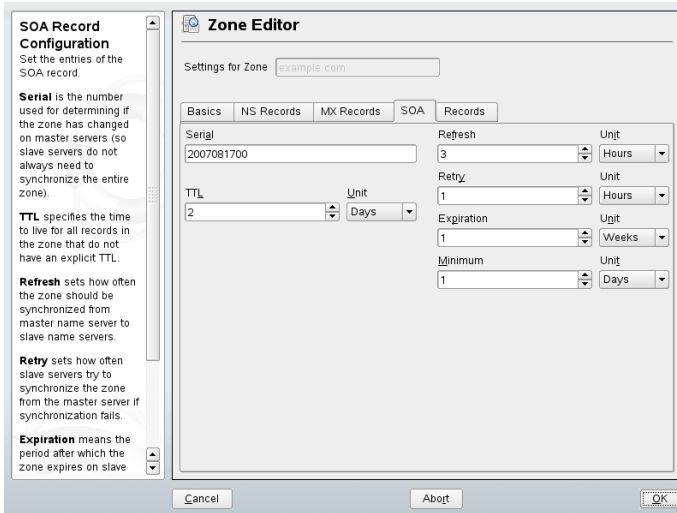 SOA Record
Configuration
Set the entries of the
SOA record.
Serial is the number
used for determining if
the zone has changed
on master servers (so
slave servers do not
always need to
synchronize the entire
zone).
TTL specifies the time
to live for all records in
the zone that do not
have an explicit TTL.
Refresh sets how often
the zone should be
synchronized from
master name server to
slave name servers.
Retry sets how often
slave servers try to
synchronize the zone
from the master server if
synchronization fails.
Expiration means the
period after which the
zone expires on slave
Zone Editor
Settings for Zone example.com
Basics NS Records MX Records SOA Records
Serial
2007081700
TTL Unit
2 Days
Refresh Unit
3 Hours
Retry Unit
1 Hours
Expiration Unit
1 Weeks
Minimum Unit
1 Days
Cancel Abort OK